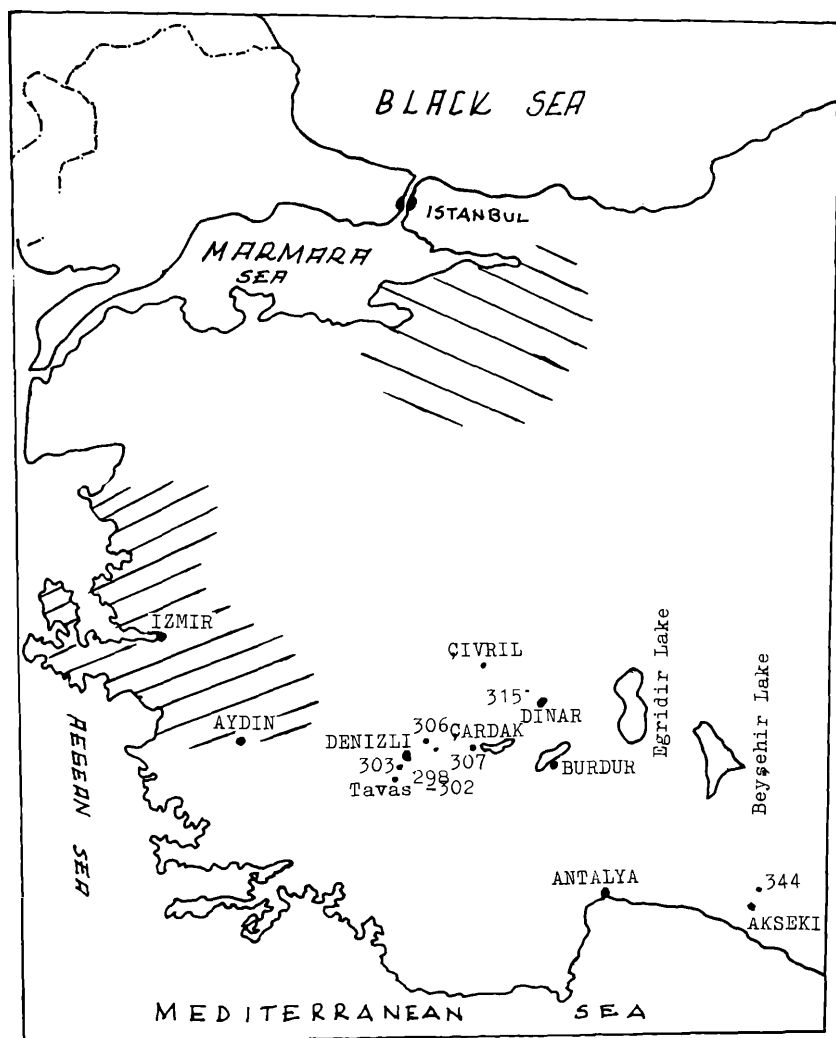 BLACK SEA
ISTANBUL
MARMARA
SEA
IZMIR
ÇIVRIL
Egridir Lake
Beyşehir Lake
315
DINAR
AYDIN
306
ÇARDAK
DENIZLI
303
307
BURDUR
298
Tavas -302
AEGEAN SEA
ANTALYA
344
AKSEKI
MEDITERRANEAN SEA